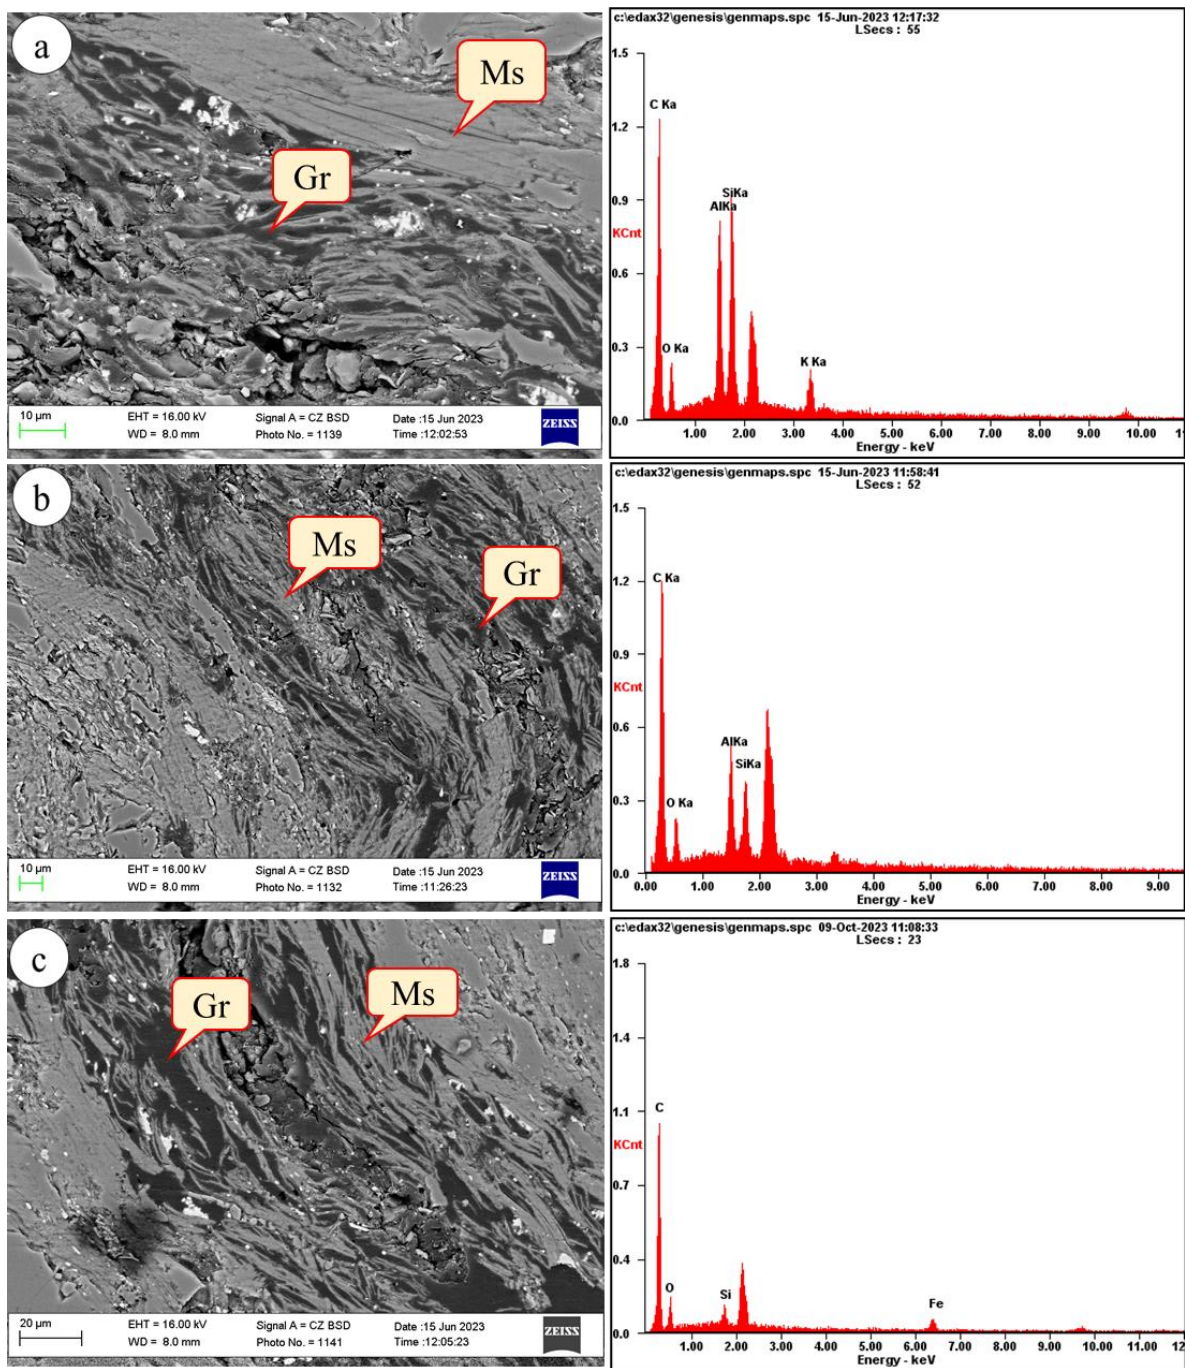 a
Ms
Gr
10 µm
EHT = 16.00 kV
Signal A = CZ BSD
Date :15 Jun 2023
WD = 8.0 mm
Photo No. = 1139
Time :12:02:53
ZEISS
c:\edax32\genesis\genmaps.spc 15-Jun-2023 12:17:32
LSecs : 55
1.5
1.2
0.9
KCnt
0.6
0.3
0.0
C Ka
O Ka
AlKa
SiKa
K Ka
1.00 2.00 3.00 4.00 5.00 6.00 7.00 8.00 9.00 10.00 11
Energy - keV
b
Ms
Gr
10 µm
EHT = 16.00 kV
Signal A = CZ BSD
Date :15 Jun 2023
WD = 8.0 mm
Photo No. = 1132
Time :11:26:23
ZEISS
c:\edax32\genesis\genmaps.spc 15-Jun-2023 11:58:41
LSecs : 52
1.5
1.2
0.9
KCnt
0.6
0.3
0.0
C Ka
O Ka
AlKa
SiKa
0.00 1.00 2.00 3.00 4.00 5.00 6.00 7.00 8.00 9.00
Energy - keV
c
Gr
Ms
20 µm
EHT = 16.00 kV
Signal A = CZ BSD
Date :15 Jun 2023
WD = 8.0 mm
Photo No. = 1141
Time :12:05:23
ZEISS
c:\edax32\genesis\genmaps.spc 09-Oct-2023 11:08:33
LSecs : 23
1.8
1.4
1.1
KCnt
0.7
0.4
0.0
C
O
Si
Fe
1.00 2.00 3.00 4.00 5.00 6.00 7.00 8.00 9.00 10.00 11.00 12
Energy - keV